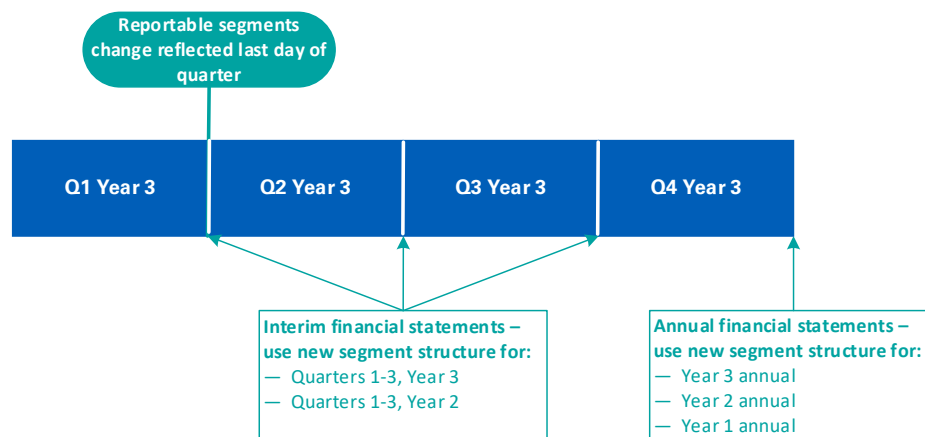 Reportable segments
change reflected last day of
quarter
Q1 Year 3
Q2 Year 3
Q3 Year 3
Q4 Year 3
Interim financial statements –
use new segment structure for:
— Quarters 1-3, Year 3
— Quarters 1-3, Year 2
Annual financial statements –
use new segment structure for:
— Year 3 annual
— Year 2 annual
— Year 1 annual